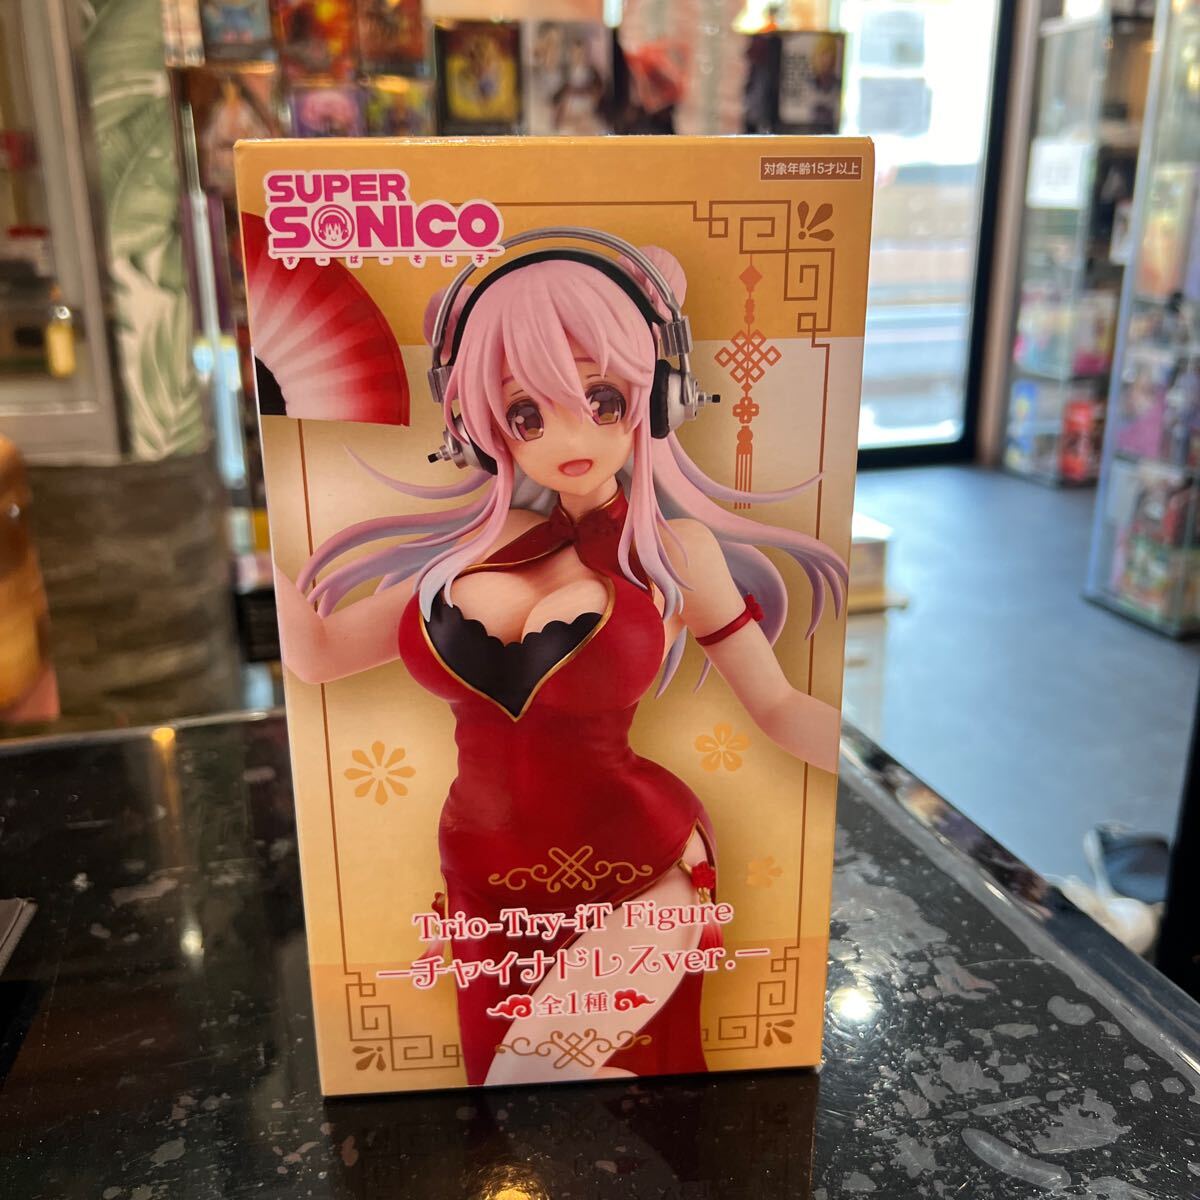 対象年齢15才以上
SUPER
SONICO
すーぱーそに子
Trio-Try-iT Figure
ーチャイナドレスver.ー
全1種